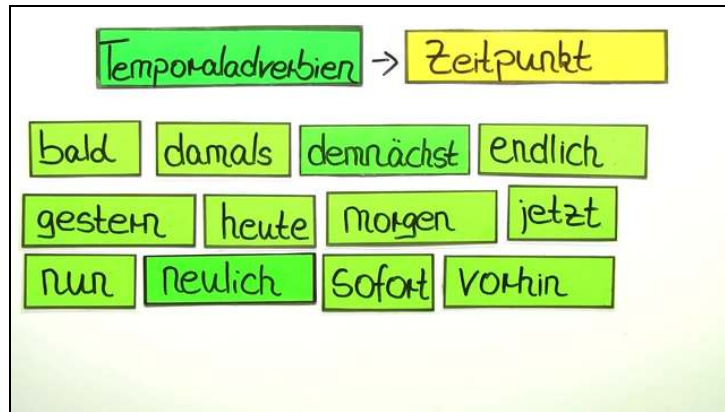 Temporaladverbien → Zeitpunkt
bald damals demnächst endlich
gestern heute morgen jetzt
nun neulich sofort vorhin